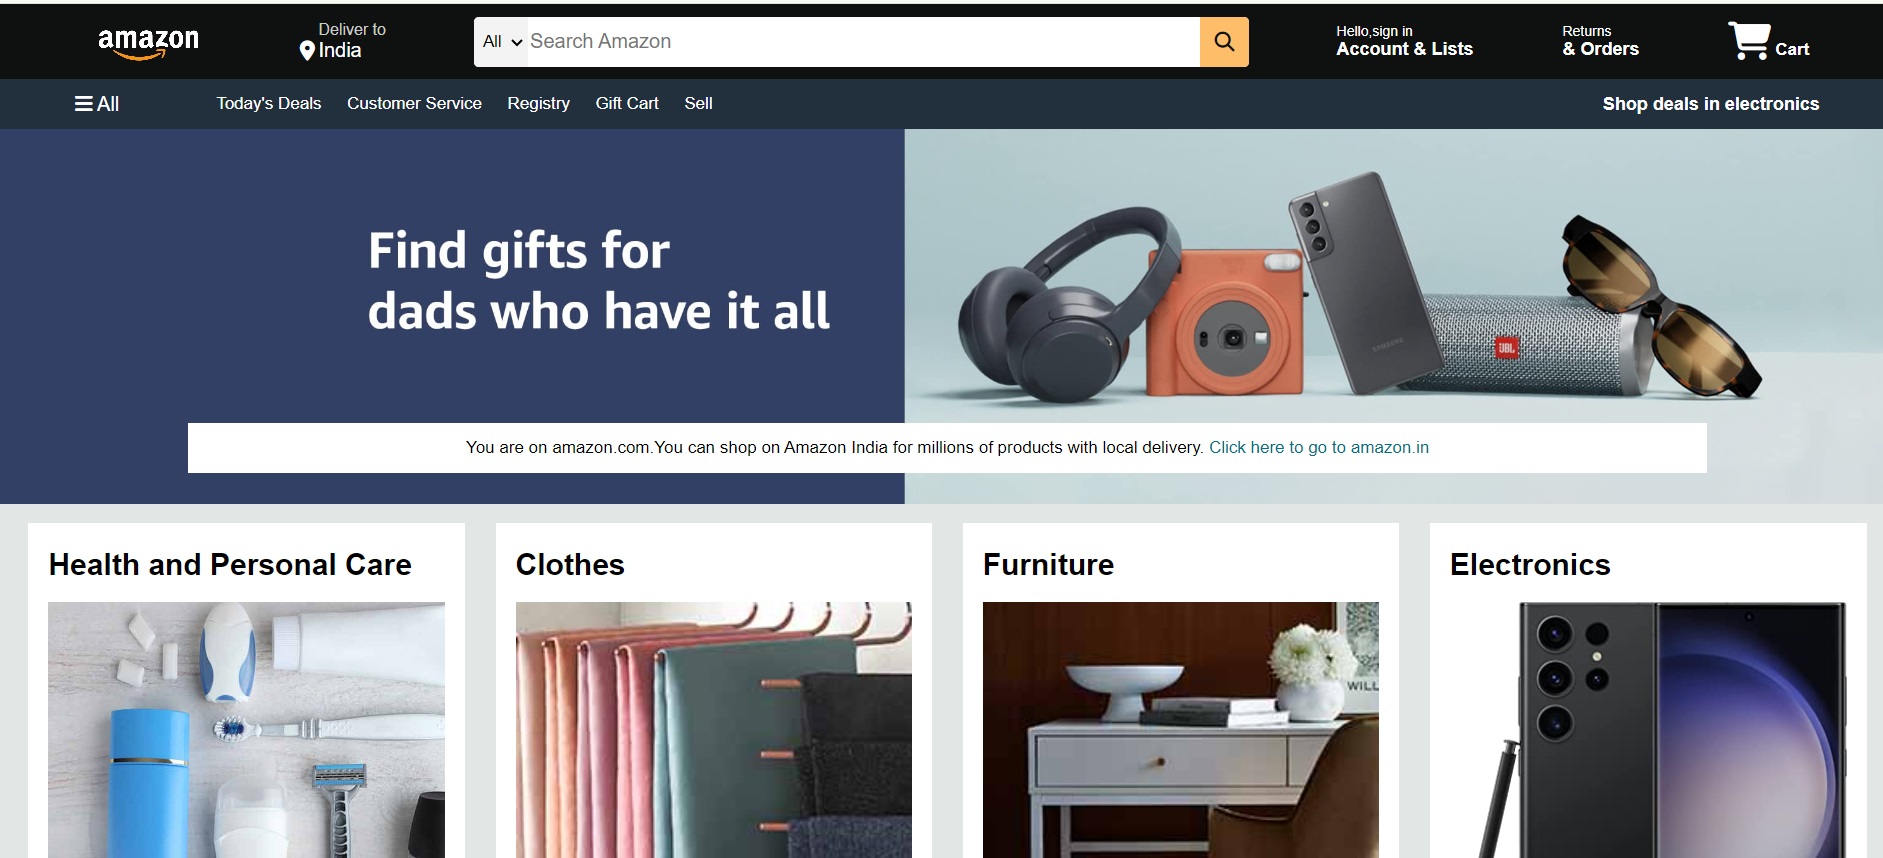 amazon
Deliver to
India
All
Search Amazon
Hello,sign in
Account & Lists
Returns
& Orders
Cart
All
Today's Deals
Customer Service
Registry
Gift Cart
Sell
Shop deals in electronics
Find gifts for
dads who have it all
SAMSUNG
JBL
You are on amazon.com.You can shop on Amazon India for millions of products with local delivery. Click here to go to amazon.in
Health and Personal Care
Clothes
Furniture
Electronics
WILL